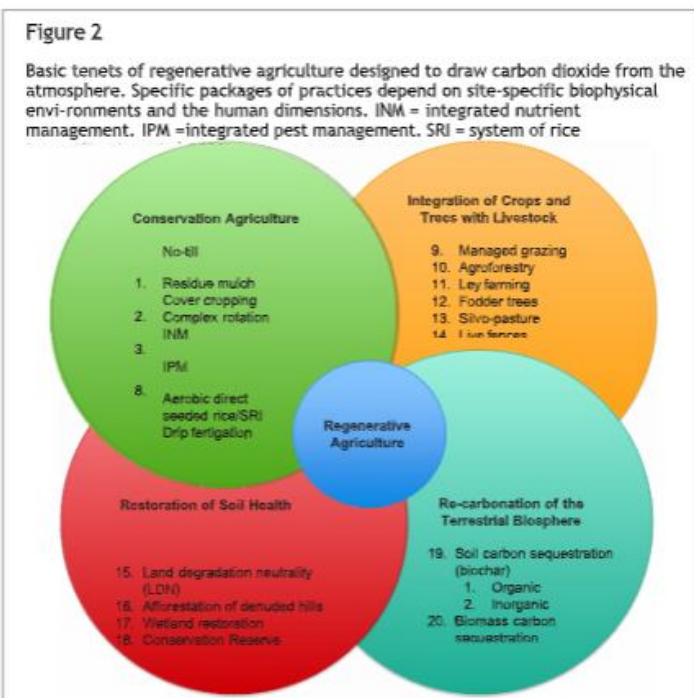 Figure 2
Basic tenets of regenerative agriculture designed to draw carbon dioxide from the
atmosphere. Specific packages of practices depend on site-specific biophysical
envi-ronments and the human dimensions. INM = integrated nutrient
management. IPM =integrated pest management. SRI = system of rice
Conservation Agriculture
No-till
1. Residue mulch
Cover cropping
2. Complex rotation
INM
3.
IPM
8. Aerobic direct
seeded rice/SRI
Drip fertigation
Integration of Crops and
Trees with Livestock
9. Managed grazing
10. Agroforestry
11. Ley farming
12. Fodder trees
13. Silvo-pasture
14. Live fences
Regenerative
Agriculture
Restoration of Soil Health
15. Land degradation neutrality
(LDN)
16. Afforestation of denuded hills
17. Wetland restoration
18. Conservation Reserve
Re-carbonation of the
Terrestrial Biosphere
19. Soil carbon sequestration
(biochar)
1. Organic
2. Inorganic
20. Biomass carbon
sequestration